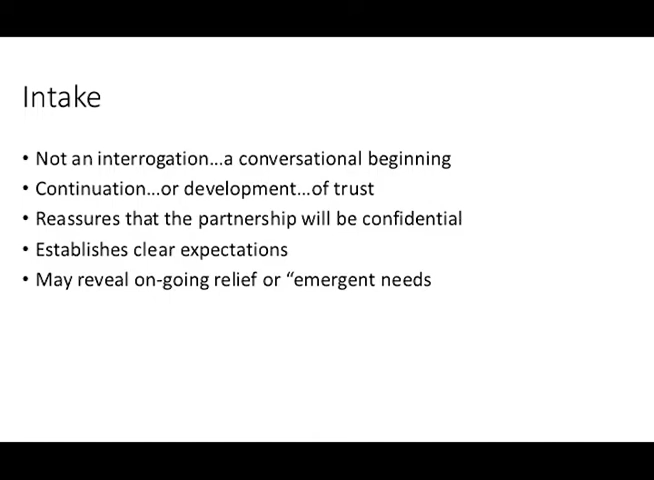 Intake
• Not an interrogation...a conversational beginning
• Continuation...or development...of trust
• Reassures that the partnership will be confidential
• Establishes clear expectations
• May reveal on-going relief or “emergent needs